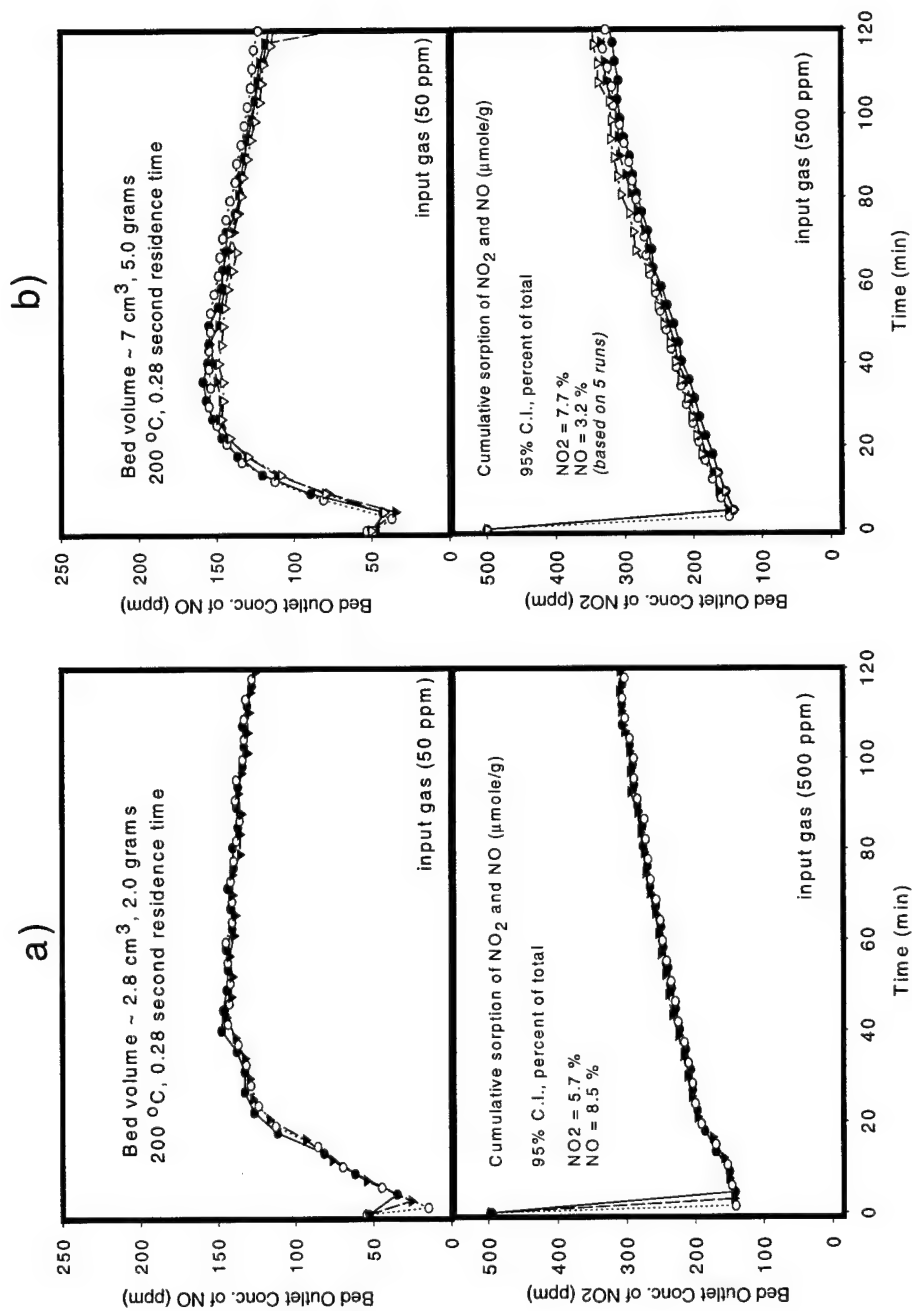 a)
Bed Outlet Conc. of NO (ppm)
250
200
150
100
50
0
Bed volume ~ 2.8 cm³, 2.0 grams
200 °C, 0.28 second residence time
input gas (50 ppm)
Bed Outlet Conc. of NO2 (ppm)
500
400
300
200
100
0
Cumulative sorption of NO₂ and NO (µmole/g)
95% C.I., percent of total
NO2 = 5.7 %
NO = 8.5 %
input gas (500 ppm)
0 20 40 60 80 100 120
Time (min)
b)
Bed Outlet Conc. of NO (ppm)
250
200
150
100
50
0
Bed volume ~ 7 cm³, 5.0 grams
200 °C, 0.28 second residence time
input gas (50 ppm)
Bed Outlet Conc. of NO2 (ppm)
500
400
300
200
100
0
Cumulative sorption of NO₂ and NO (µmole/g)
95% C.I., percent of total
NO2 = 7.7 %
NO = 3.2 %
(based on 5 runs)
input gas (500 ppm)
0 20 40 60 80 100 120
Time (min)